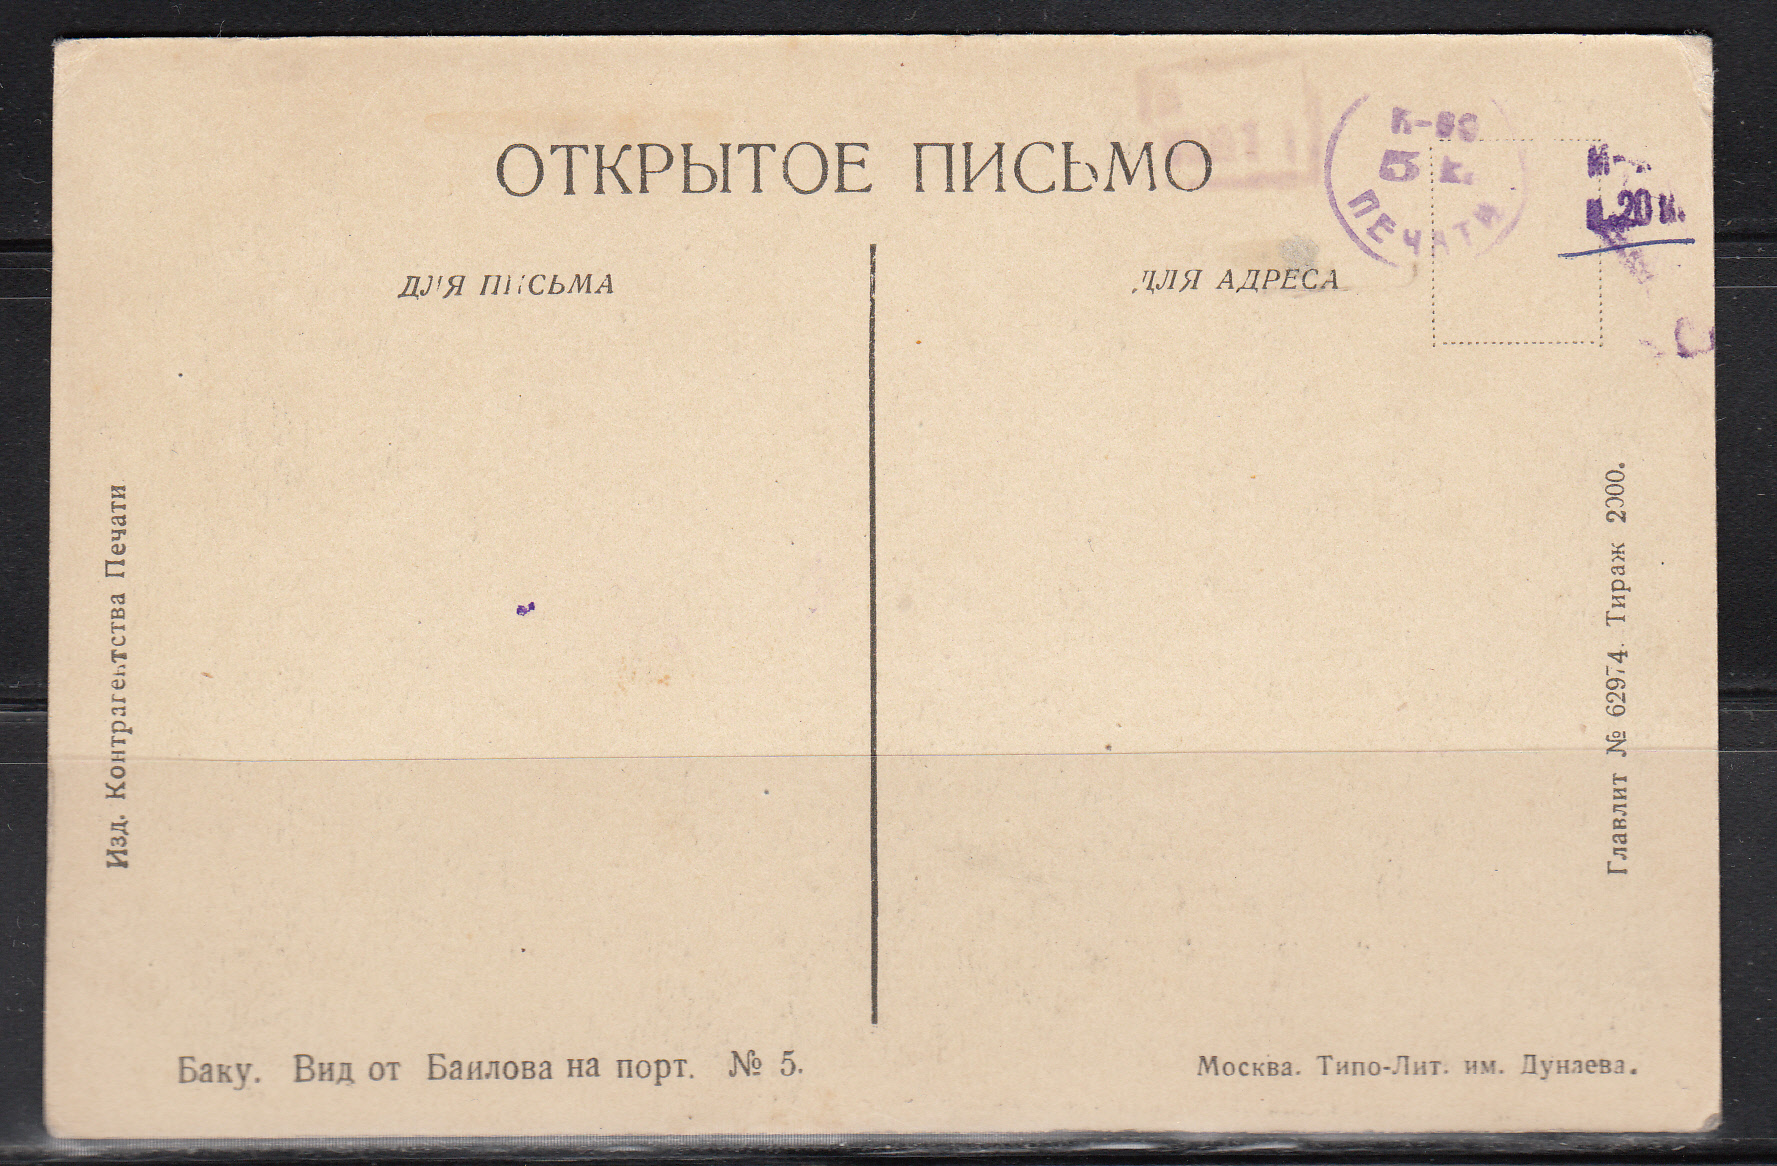 ОТКРЫТОЕ ПИСЬМО
К-во
5 к.
ПЕЧАТИ
20 к.
ДЛЯ ПИСЬМА
ДЛЯ АДРЕСА
Изд. Контрагентства Печати
Главлит № 62974. Тираж 2000.
Баку. Вид от Баилова на порт. № 5.
Москва. Типо-Лит. им. Дунаева.